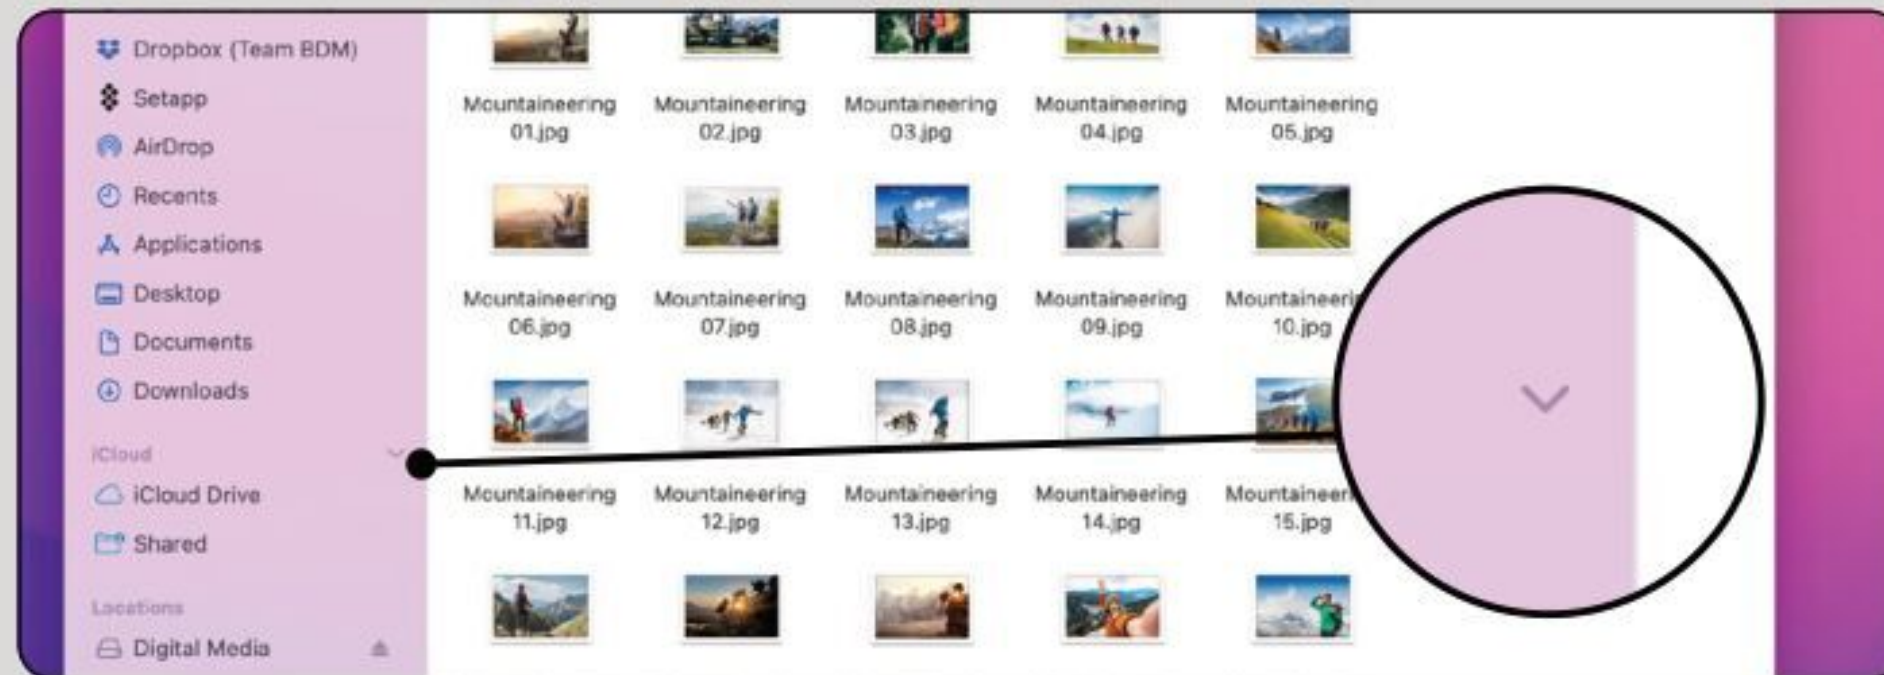 Dropbox (Team BDM)
Setapp
AirDrop
Recents
Applications
Desktop
Documents
Downloads
iCloud
iCloud Drive
Shared
Locations
Digital Media
Mountaineering Mountaineering Mountaineering Mountaineering Mountaineering
01.jpg 02.jpg 03.jpg 04.jpg 05.jpg
Mountaineering Mountaineering Mountaineering Mountaineering Mountaineeri
06.jpg 07.jpg 08.jpg 09.jpg 10.jpg
Mountaineering Mountaineering Mountaineering Mountaineering Mountaineeri
11.jpg 12.jpg 13.jpg 14.jpg 15.jpg